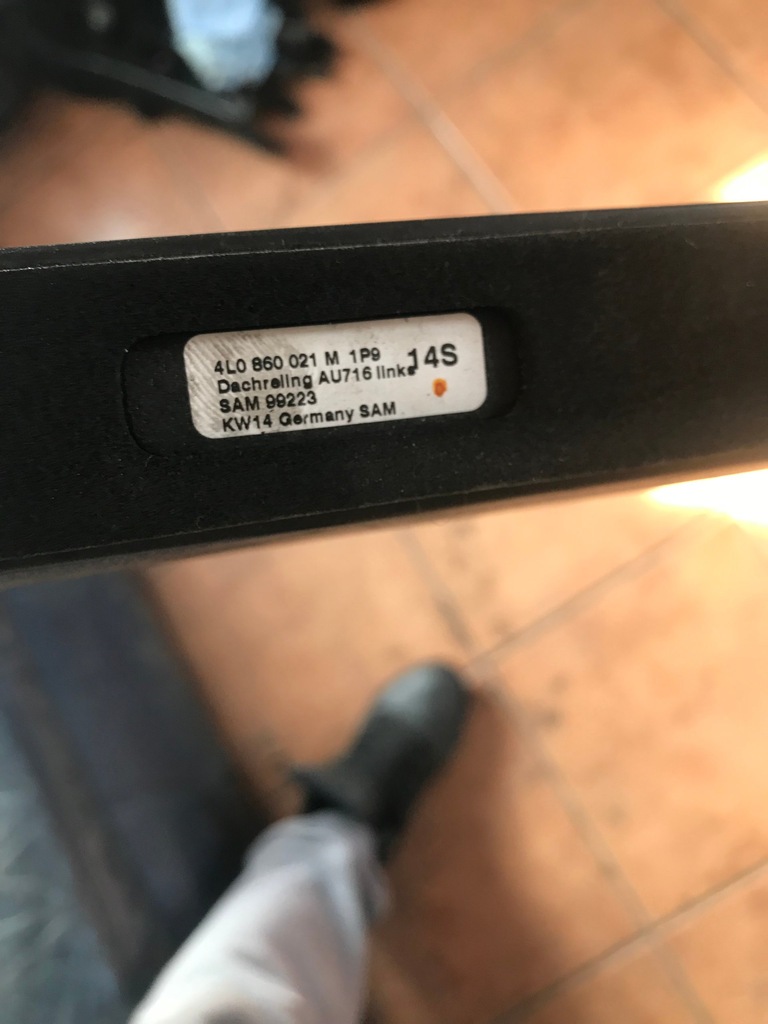 4L0 860 021 M 1P9 14S
Dachreling AU716 links
SAM 99223
KW14 Germany SAM